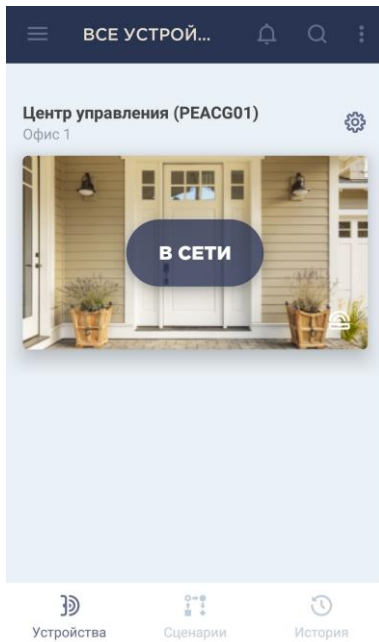 ВСЕ УСТРОЙ...
Центр управления (PEACG01)
Офис 1
В СЕТИ
Устройства
Сценарии
История